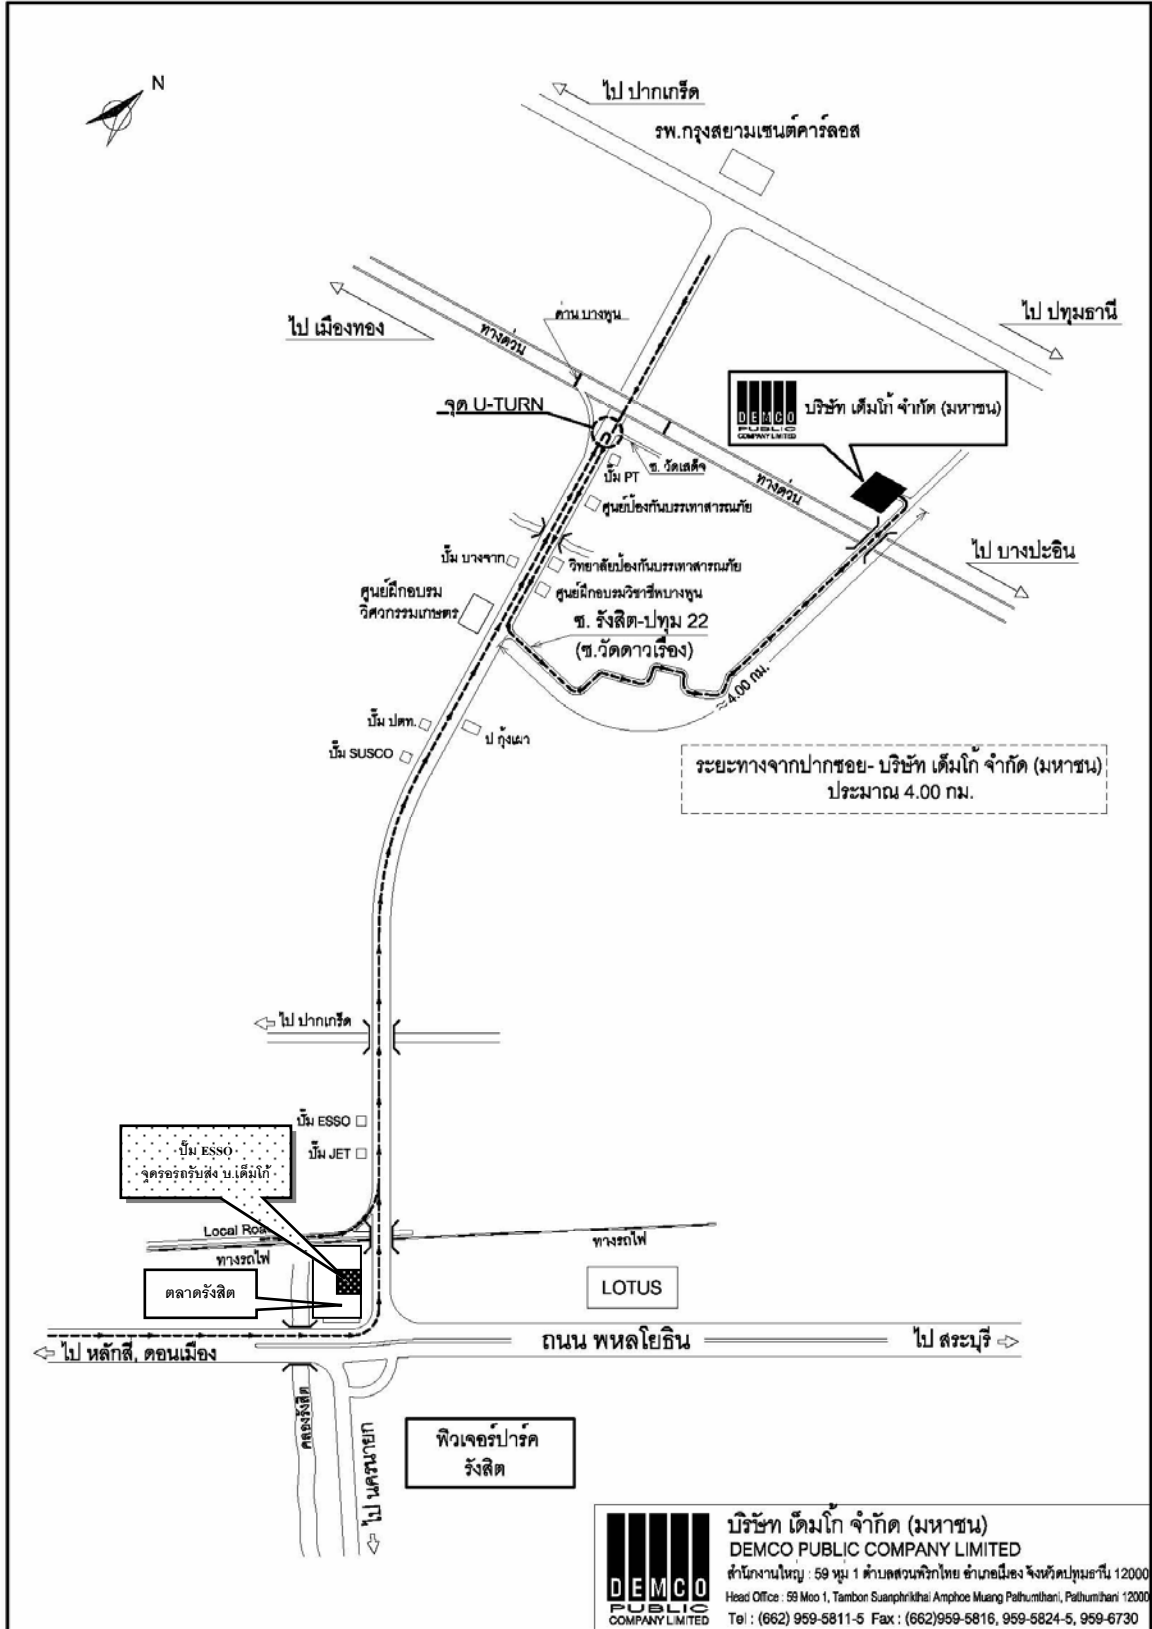 N
ไป ปากเกร็ด
รพ.กรุงสยามเซนต์คาร์ลอส
ไป ปทุมธานี
ด่าน บางพูน
ไป เมืองทอง
ทางด่วน
จุด U-TURN
DEMCO
PUBLIC
COMPANY LIMITED
บริษัท เด็มโก้ จำกัด (มหาชน)
ซ. วัดเสด็จ
ปั๊ม PT
ทางด่วน
ศูนย์ป้องกันบรรเทาสารณภัย
ไป บางปะอิน
ปั๊ม บางจาก
วิทยาลัยป้องกันบรรเทาสารณภัย
ศูนย์ฝึกอบรม
วิศวกรรมเกษตร
ศูนย์ฝึกอบรมวิชาชีพบางพูน
ซ. รังสิต-ปทุม 22
(ซ.วัดดาวเรือง)
≈4.00 กม.
ปั๊ม ปตท.
ป กุ้งเผา
ปั๊ม SUSCO
ระยะทางจากปากซอย- บริษัท เด็มโก้ จำกัด (มหาชน)
ประมาณ 4.00 กม.
ไป ปากเกร็ด
ปั๊ม ESSO
ปั๊ม JET
ปั๊ม ESSO
จุดรอรถรับส่ง บ.เด็มโก้
Local Roa
ทางรถไฟ
ทางรถไฟ
ตลาดรังสิต
LOTUS
ไป หลักสี่, ดอนเมือง
ถนน พหลโยธิน
ไป สระบุรี
คลองรังสิต
ไป นครนายก
ฟิวเจอร์ปาร์ค
รังสิต
DEMCO
PUBLIC
COMPANY LIMITED
บริษัท เด็มโก้ จำกัด (มหาชน)
DEMCO PUBLIC COMPANY LIMITED
สำนักงานใหญ่ : 59 หมู่ 1 ตำบลสวนพริกไทย อำเภอเมือง จังหวัดปทุมธานี 12000
Head Office : 59 Moo 1, Tambon Suanphrikthai Amphoe Muang Pathumthani, Pathumthani 12000
Tel : (662) 959-5811-5 Fax : (662)959-5816, 959-5824-5, 959-6730